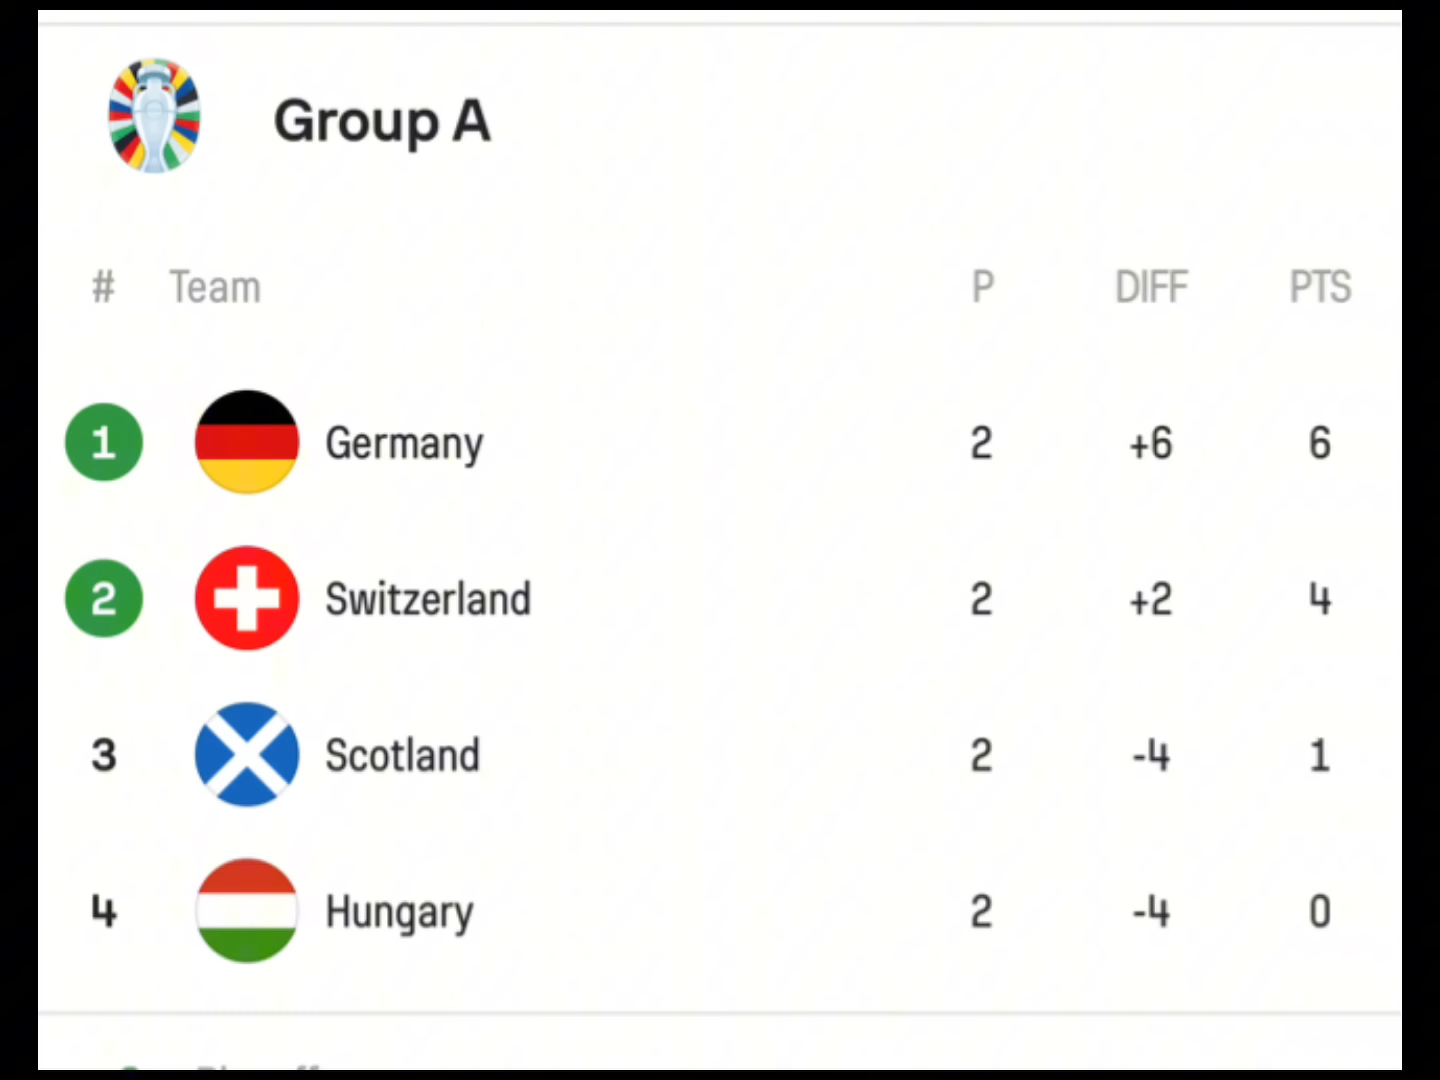 Group A
# Team P DIFF PTS
1 Germany 2 +6 6
2 Switzerland 2 +2 4
3 Scotland 2 -4 1
4 Hungary 2 -4 0